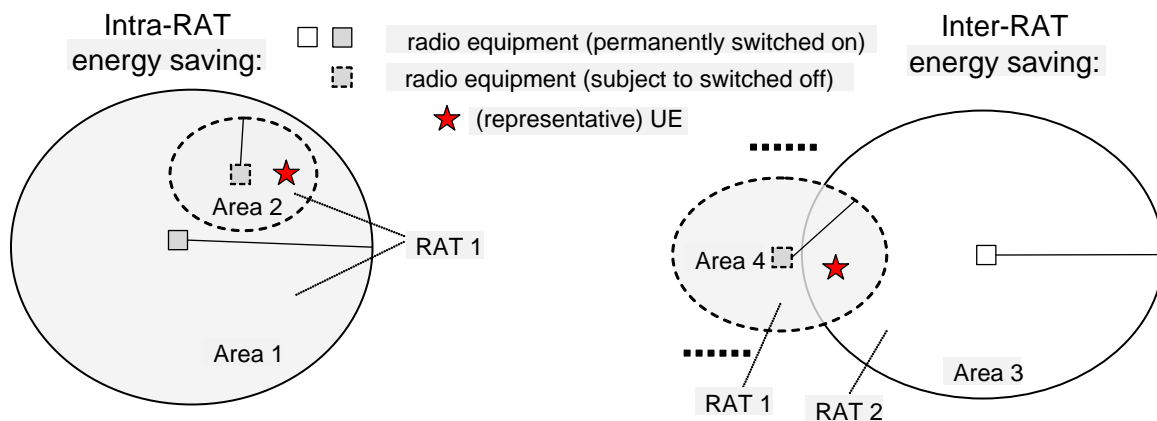 Intra-RAT
energy saving:
radio equipment (permanently switched on)
radio equipment (subject to switched off)
(representative) UE
Inter-RAT
energy saving:
Area 2
RAT 1
Area 1
Area 4
RAT 1
RAT 2
Area 3